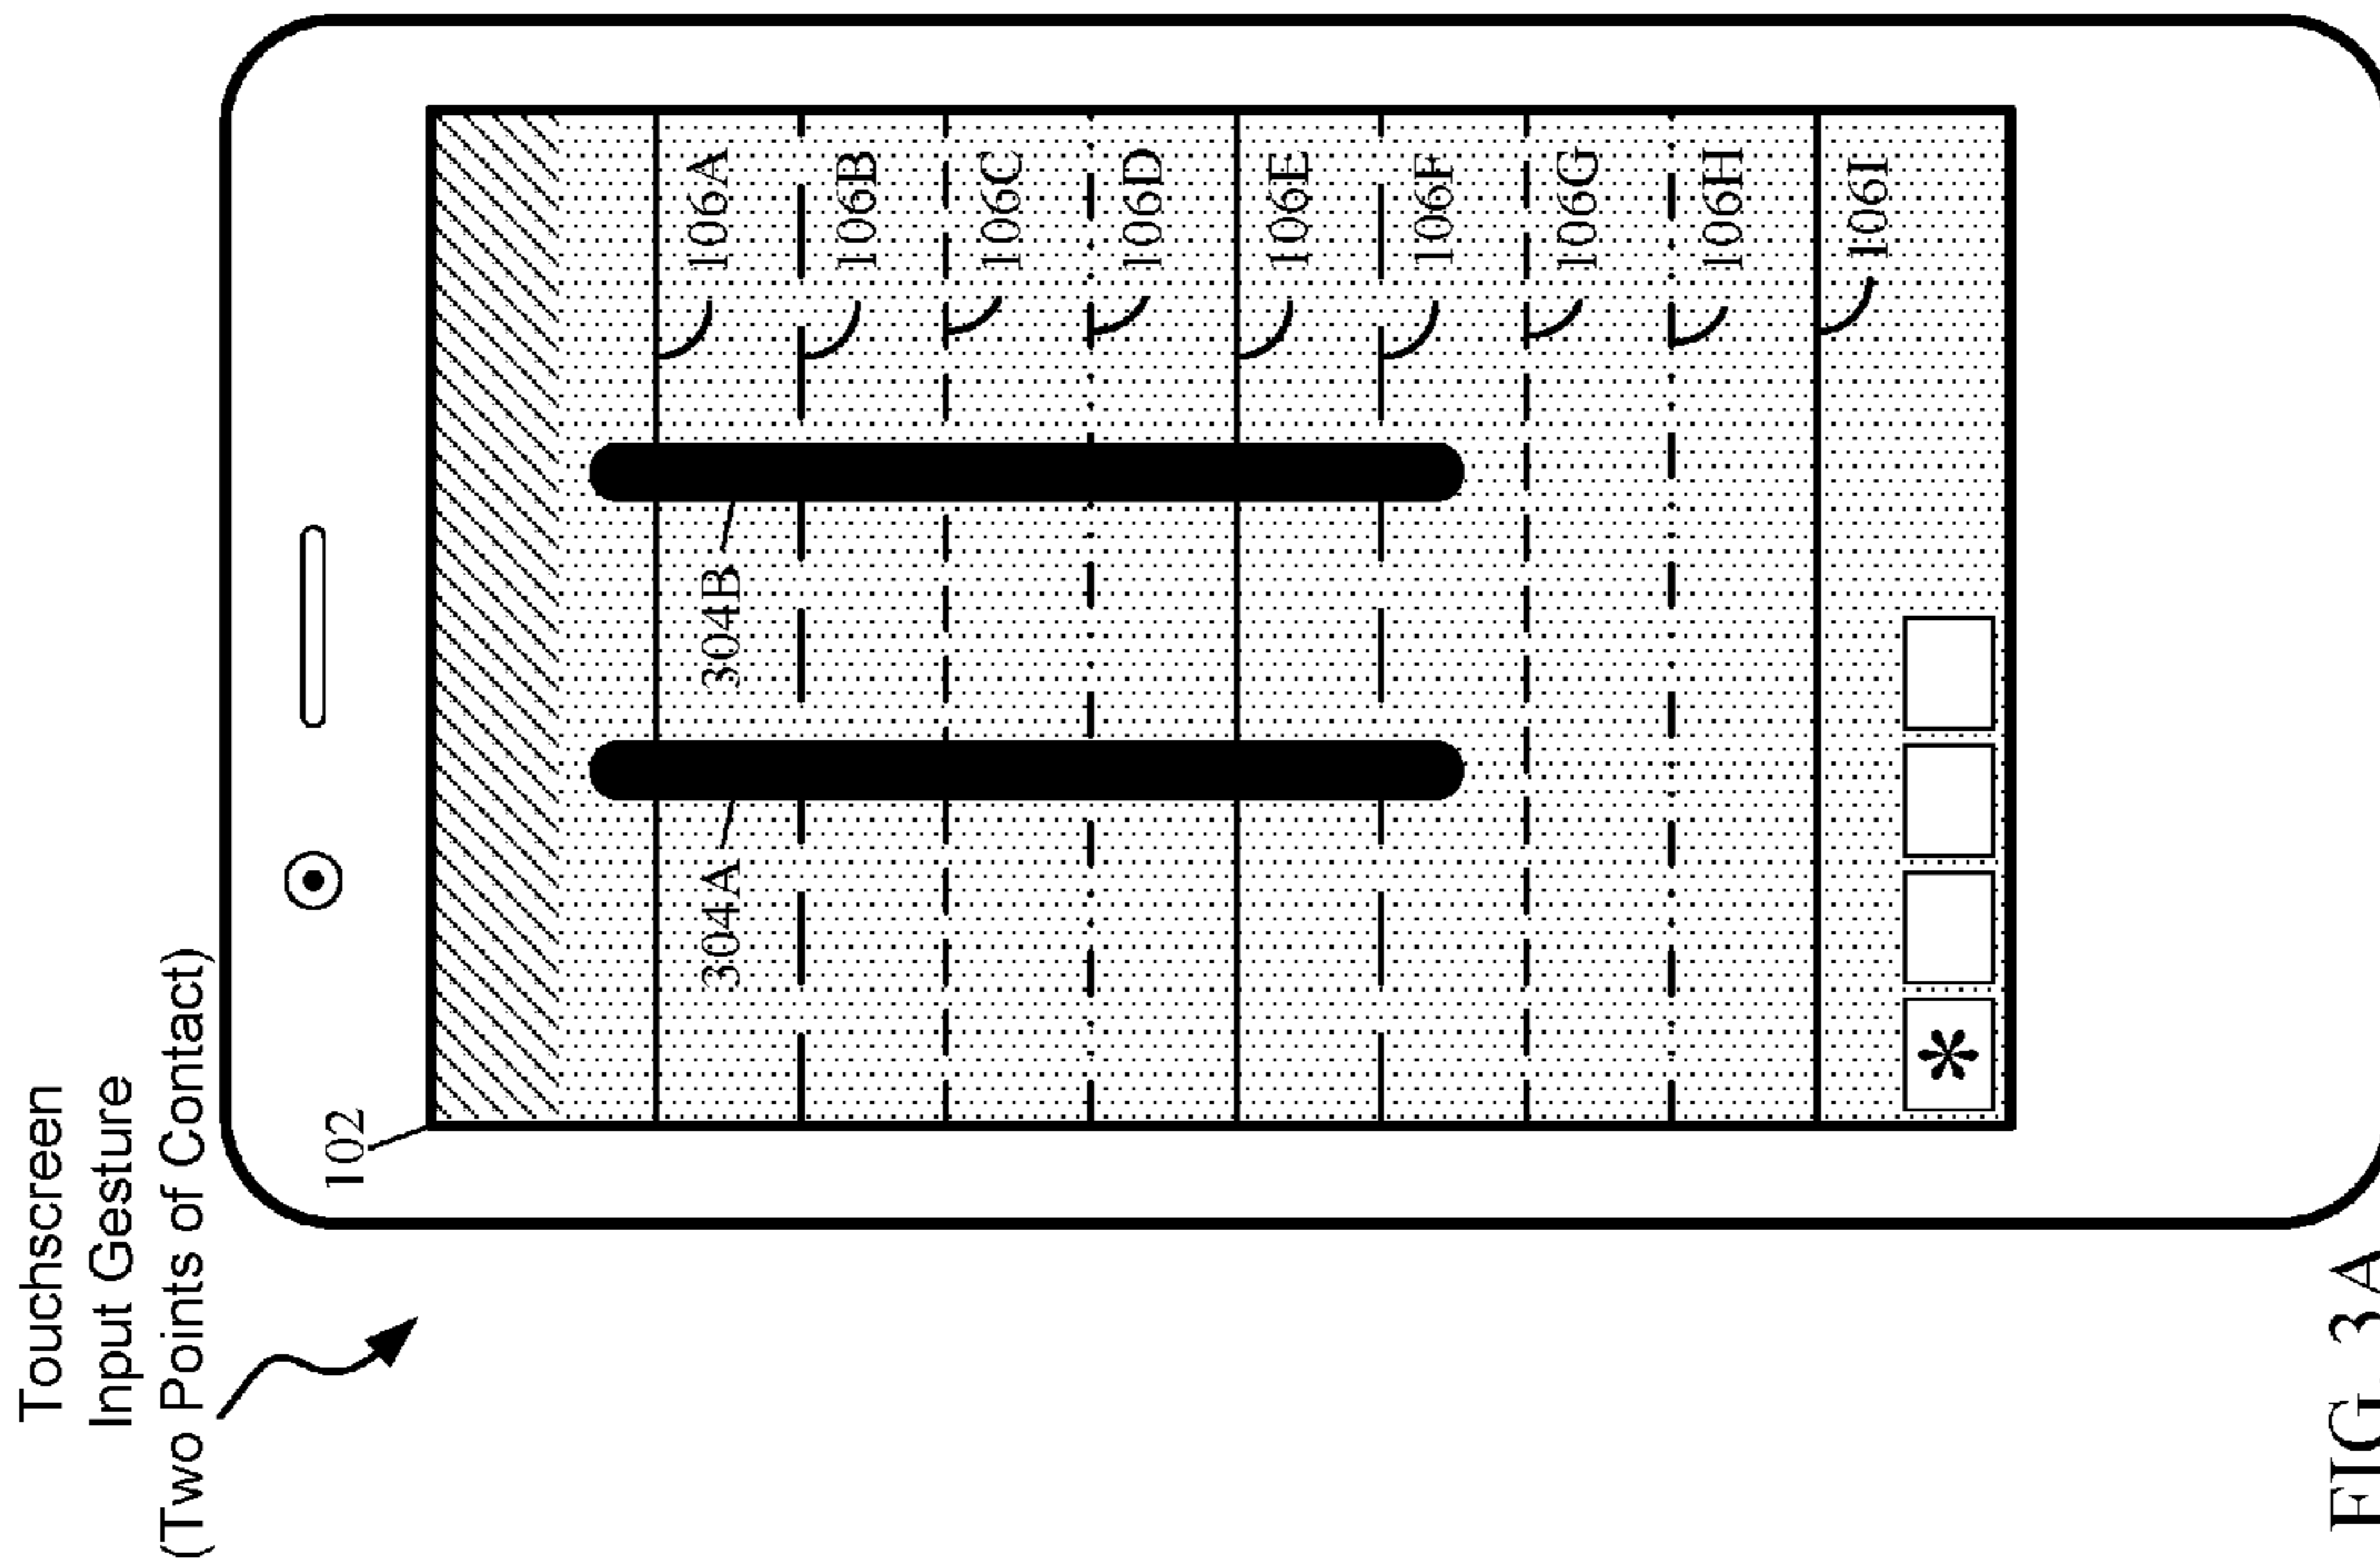 Touchscreen
Input Gesture
(Two Points of Contact)
102
106A
106B
106C
106D
106E
106F
106G
106H
106I
304B
304A
*
FIG. 3A